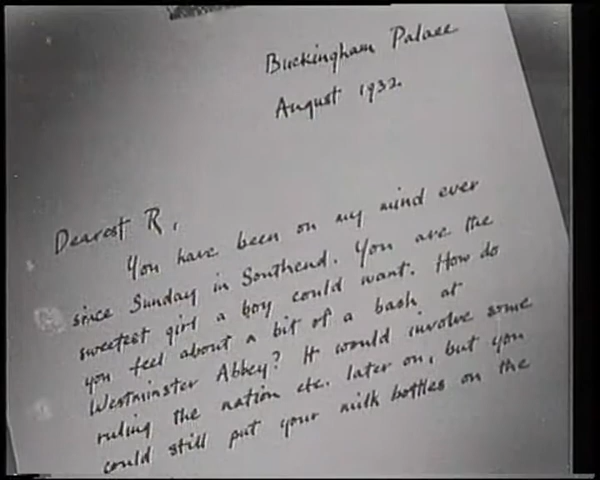 Buckingham Palace
August 1932.
Dearest R,
You have been on my mind ever
since Sunday in Southend. You are the
sweetest girl a boy could want. How do
you feel about a bit of a bash at
Westminster Abbey? It would involve some
ruling the nation etc. later on, but you
could still put your milk bottles on the